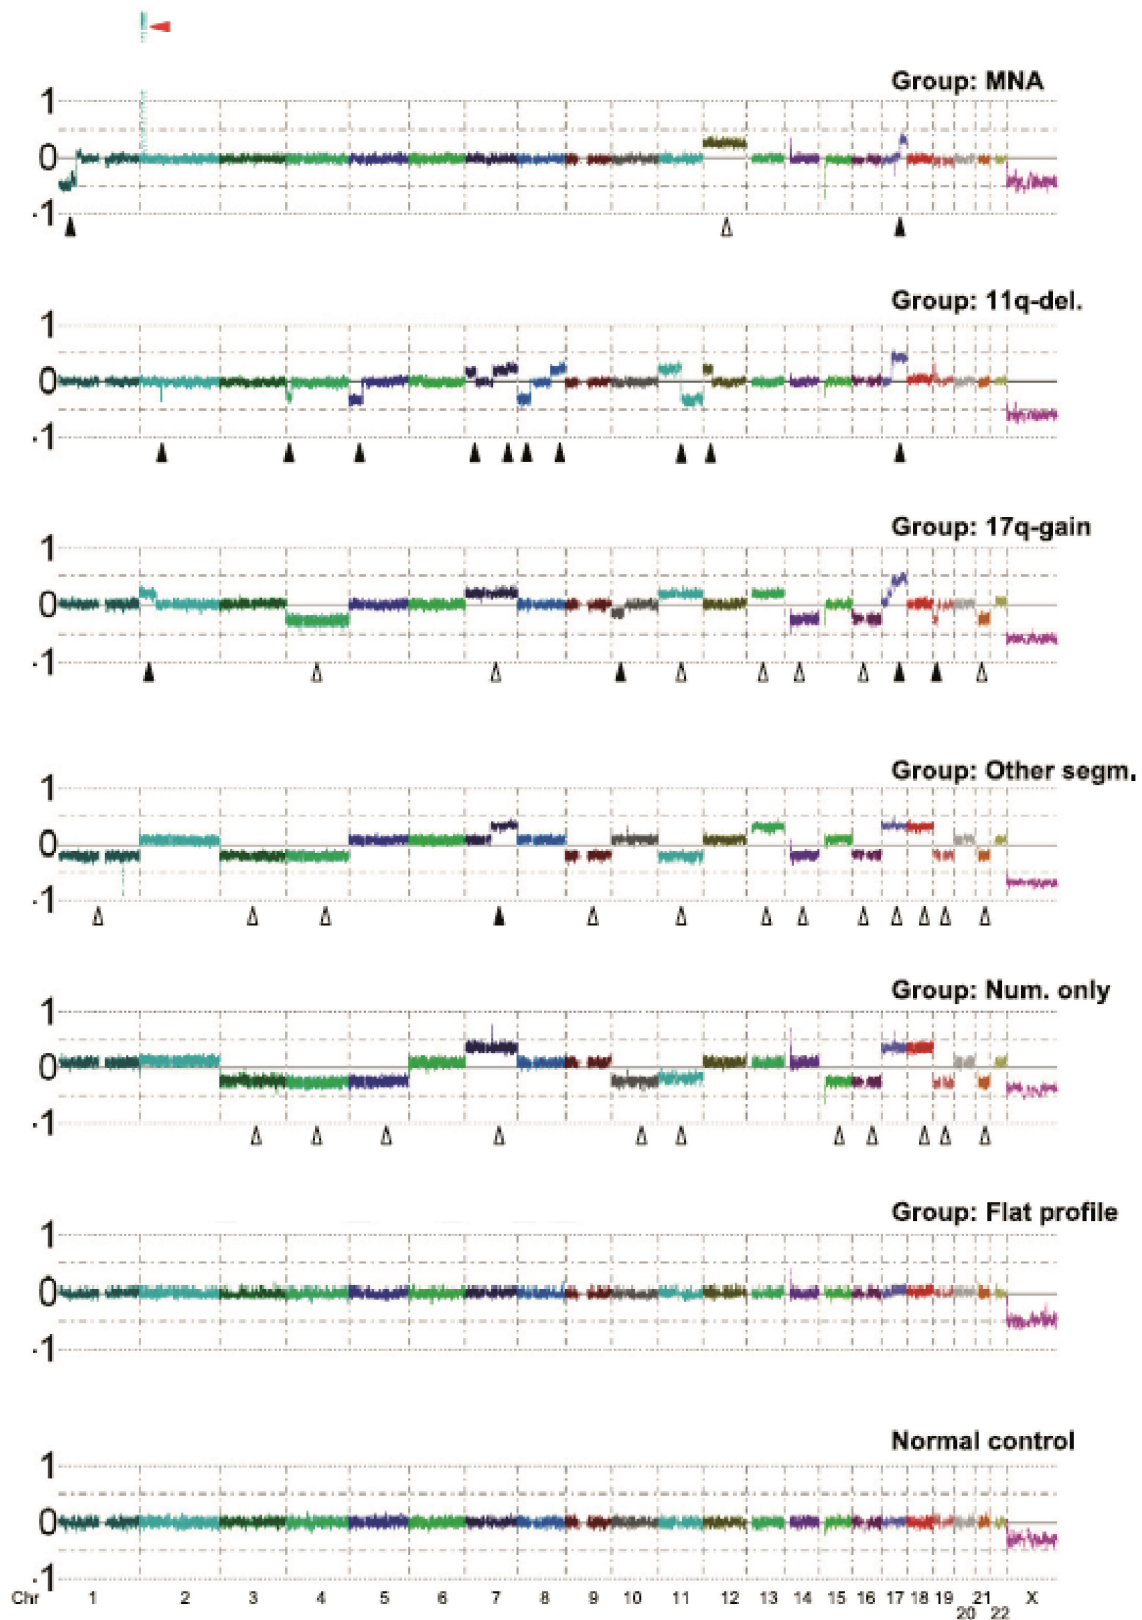 Group: MNA
1
0
-1
Group: 11q-del.
1
0
-1
Group: 17q-gain
1
0
-1
Group: Other segm.
1
0
-1
Group: Num. only
1
0
-1
Group: Flat profile
1
0
-1
Normal control
1
0
-1
Chr 1 2 3 4 5 6 7 8 9 10 11 12 13 14 15 16 17 18 19 20 21 22 X